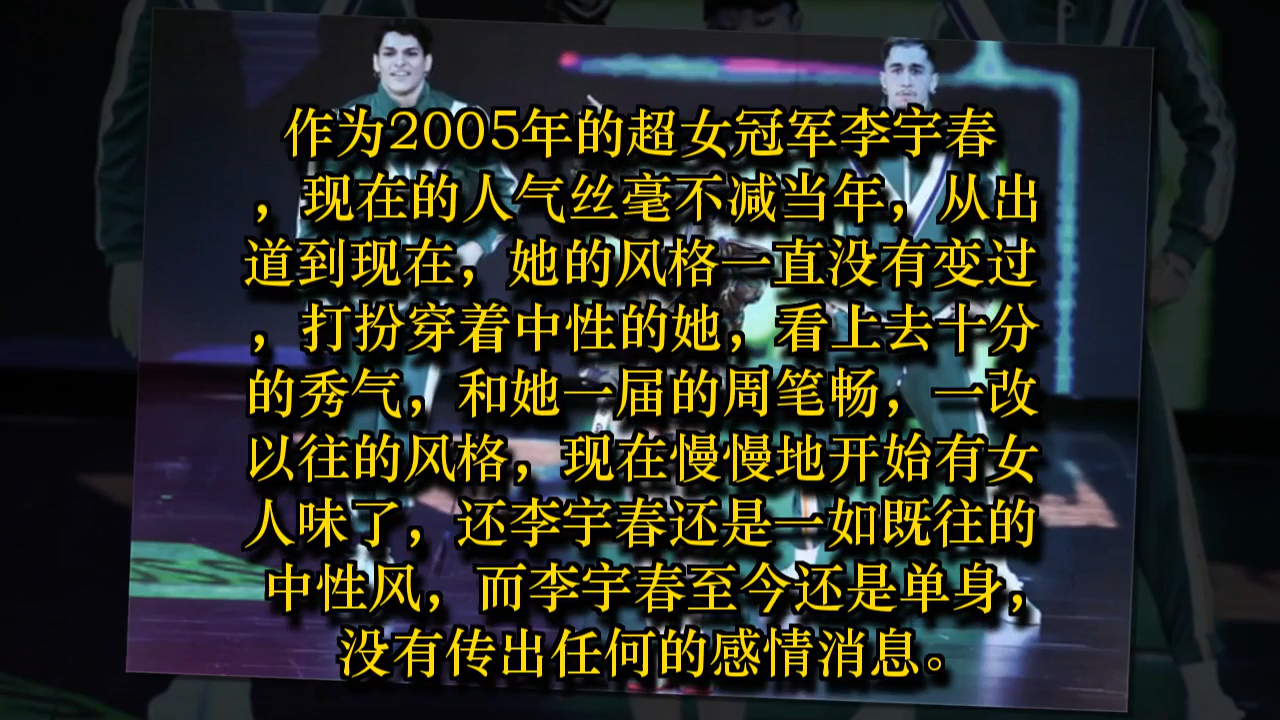 作为2005年的超女冠军李宇春
，现在的人气丝毫不减当年，从出
道到现在，她的风格一直没有变过
，打扮穿着中性的她，看上去十分
的秀气，和她一届的周笔畅，一改
以往的风格，现在慢慢地开始有女
人味了，还李宇春还是一如既往的
中性风，而李宇春至今还是单身，
没有传出任何的感情消息。